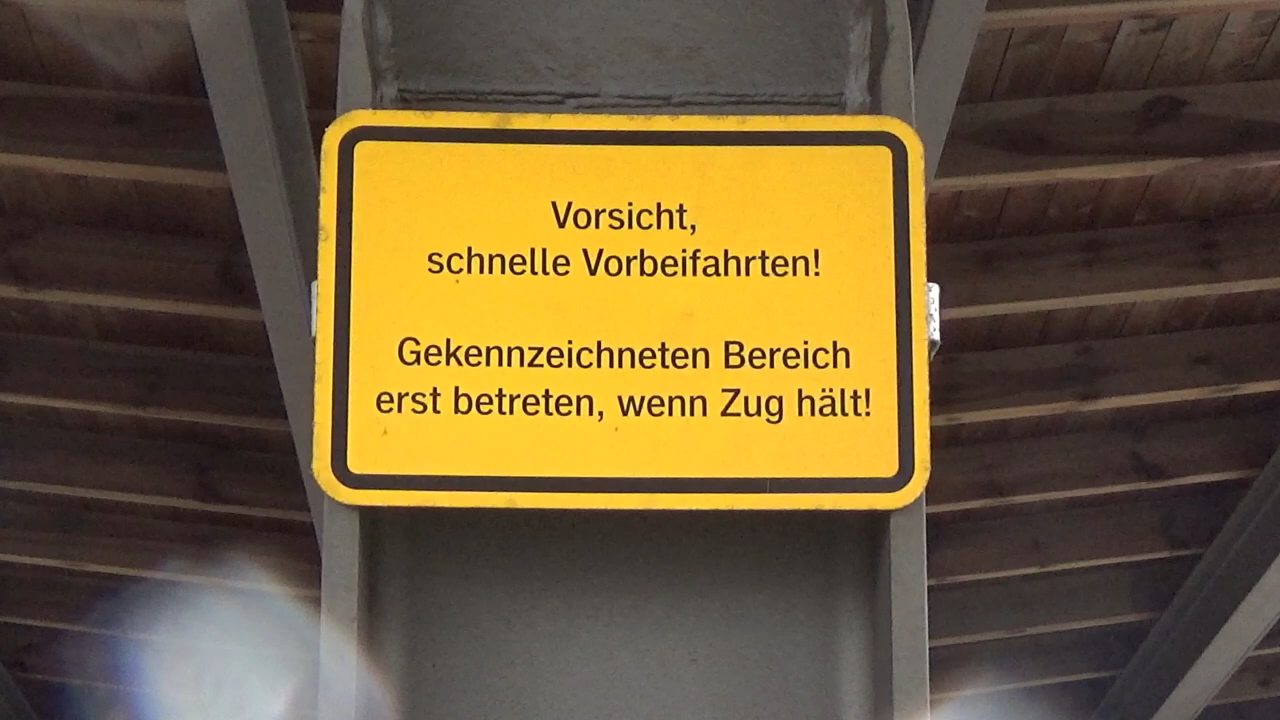 Vorsicht,
schnelle Vorbeifahrten!
Gekennzeichneten Bereich
erst betreten, wenn Zug hält!